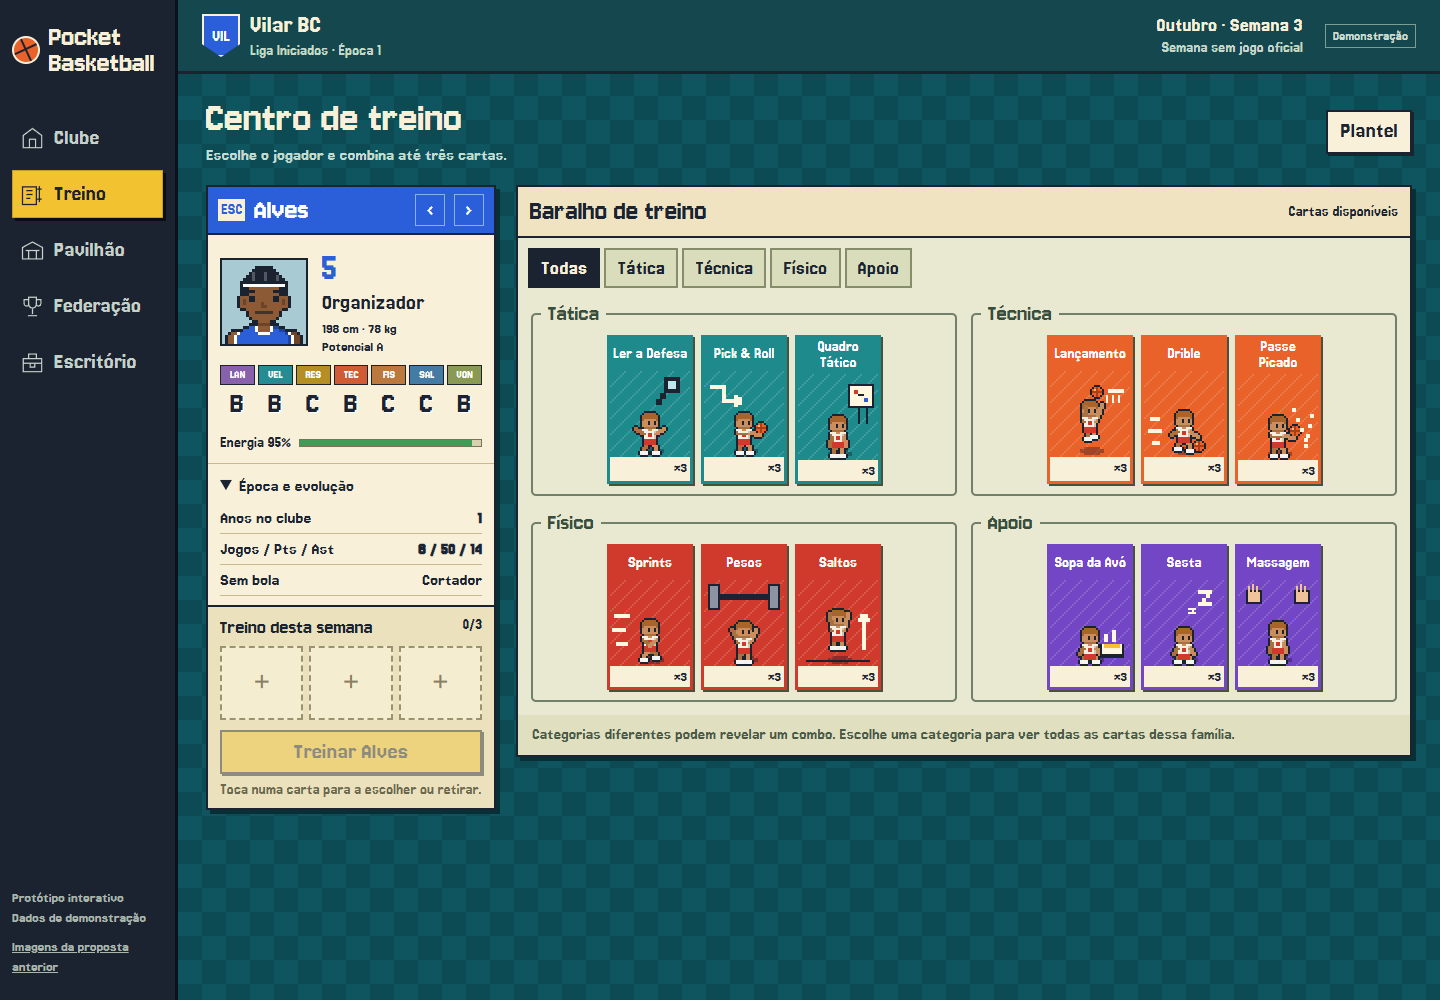 Pocket
Basketball
Clube
Treino
Pavilhão
Federação
Escritório
Protótipo interativo
Dados de demonstração
Imagens da proposta
anterior
VIL
Vilar BC
Liga Iniciados · Época 1
Outubro · Semana 3
Semana sem jogo oficial
Demonstração
Centro de treino
Escolhe o jogador e combina até três cartas.
Plantel
ESC Alves
5
Organizador
198 cm · 78 kg
Potencial A
LAN VEL RES TEC FIS SAL VON
B B C B C C B
Energia 95%
Época e evolução
Anos no clube 1
Jogos / Pts / Ast 8 / 50 / 14
Sem bola Cortador
Treino desta semana 0/3
+ + +
Treinar Alves
Toca numa carta para a escolher ou retirar.
Baralho de treino
Cartas disponíveis
Todas Tática Técnica Físico Apoio
Tática
Ler a Defesa
×3
Pick & Roll
×3
Quadro
Tático
×3
Técnica
Lançamento
×3
Drible
×3
Passe
Picado
×3
Físico
Sprints
×3
Pesos
×3
Saltos
×3
Apoio
Sopa da Avó
×3
Sesta
×3
Massagem
×3
Categorias diferentes podem revelar um combo. Escolhe uma categoria para ver todas as cartas dessa família.